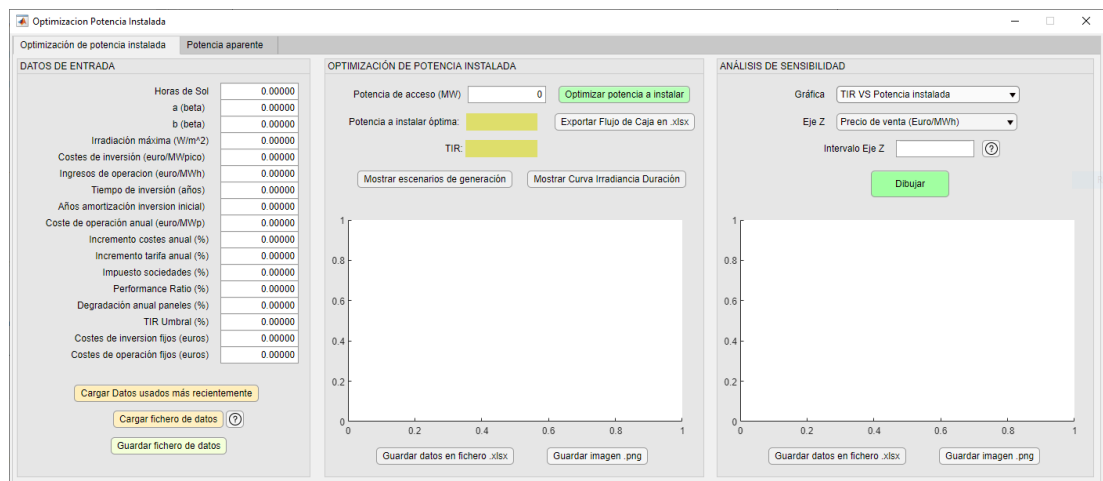 Optimizacion Potencia Instalada
Optimización de potencia instalada
Potencia aparente
DATOS DE ENTRADA
Horas de Sol 0.00000
a (beta) 0.00000
b (beta) 0.00000
Irradiación máxima (W/m^2) 0.00000
Costes de inversión (euro/MWpico) 0.00000
Ingresos de operacion (euro/MWh) 0.00000
Tiempo de inversión (años) 0.00000
Años amortización inversion inicial) 0.00000
Coste de operación anual (euro/MWp) 0.00000
Incremento costes anual (%) 0.00000
Incremento tarifa anual (%) 0.00000
Impuesto sociedades (%) 0.00000
Performance Ratio (%) 0.00000
Degradación anual paneles (%) 0.00000
TIR Umbral (%) 0.00000
Costes de inversion fijos (euros) 0.00000
Costes de operación fijos (euros) 0.00000
Cargar Datos usados más recientemente
Cargar fichero de datos ?
Guardar fichero de datos
OPTIMIZACIÓN DE POTENCIA INSTALADA
Potencia de acceso (MW) 0 Optimizar potencia a instalar
Potencia a instalar óptima: Exportar Flujo de Caja en .xlsx
TIR:
Mostrar escenarios de generación Mostrar Curva Irradiancia Duración
1
0.8
0.6
0.4
0.2
0
0 0.2 0.4 0.6 0.8 1
Guardar datos en fichero .xlsx Guardar imagen .png
ANÁLISIS DE SENSIBILIDAD
Gráfica TIR VS Potencia instalada
Eje Z Precio de venta (Euro/MWh)
Intervalo Eje Z ?
Dibujar
1
0.8
0.6
0.4
0.2
0
0 0.2 0.4 0.6 0.8 1
Guardar datos en fichero .xlsx Guardar imagen .png